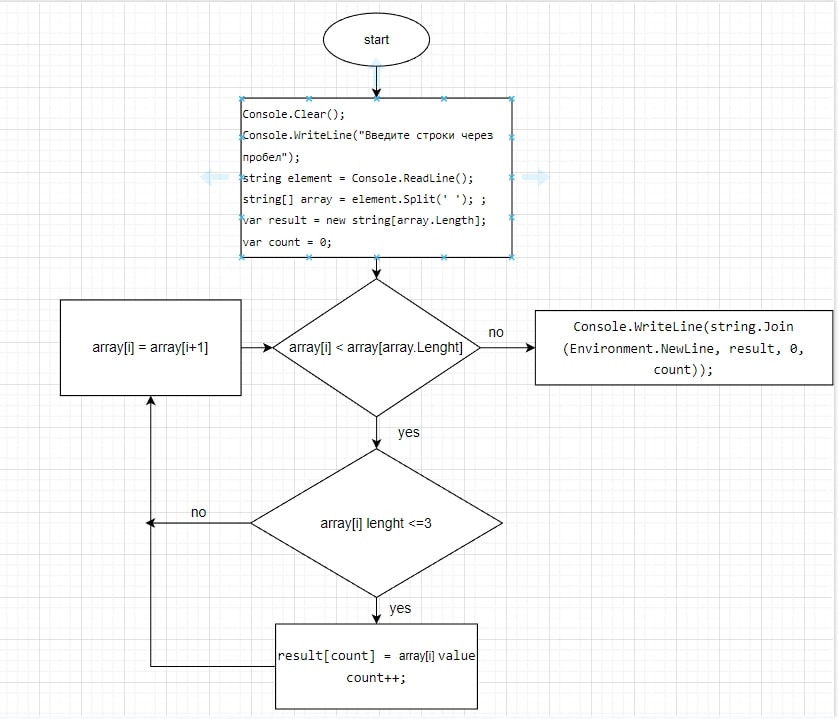 start
Console.Clear();
Console.WriteLine("Введите строки через
пробел");
string element = Console.ReadLine();
string[] array = element.Split(' '); ;
var result = new string[array.Length];
var count = 0;
array[i] = array[i+1]
array[i] < array[array.Lenght]
no
Console.WriteLine(string.Join
(Environment.NewLine, result, 0,
count));
yes
no
array[i] lenght <=3
yes
result[count] = array[i] value
count++;